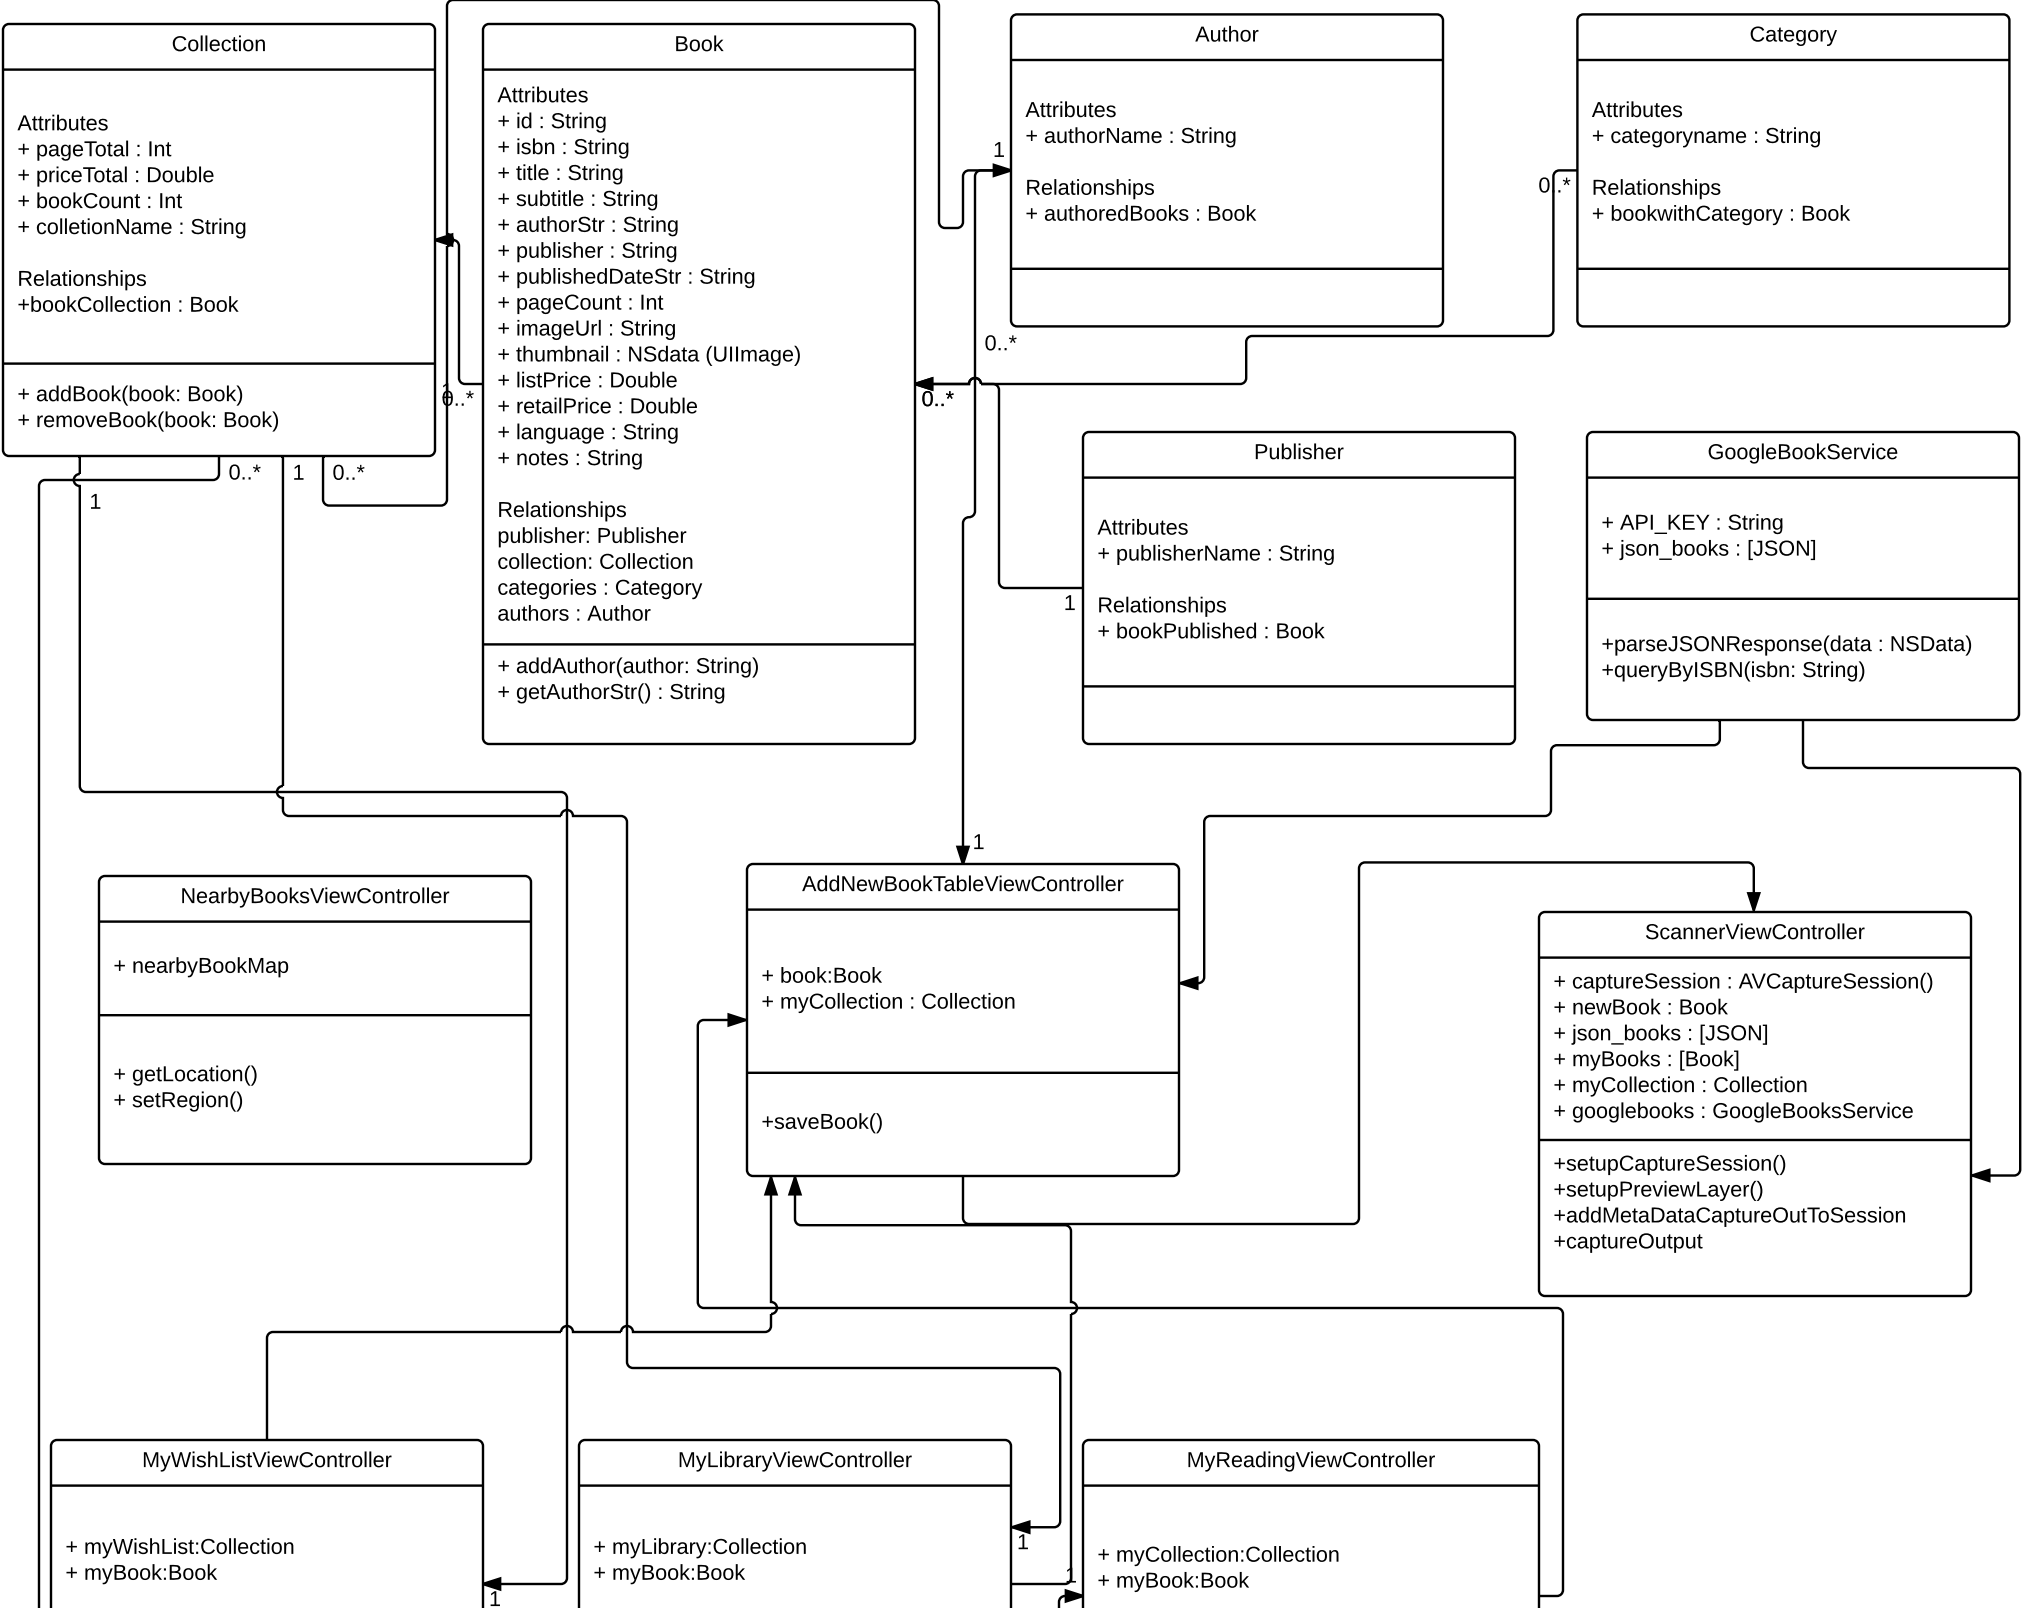 Collection
Attributes
+ pageTotal : Int
+ priceTotal : Double
+ bookCount : Int
+ colletionName : String
Relationships
+bookCollection : Book
+ addBook(book: Book)
+ removeBook(book: Book)
Book
Attributes
+ id : String
+ isbn : String
+ title : String
+ subtitle : String
+ authorStr : String
+ publisher : String
+ publishedDateStr : String
+ pageCount : Int
+ imageUrl : String
+ thumbnail : NSdata (UIImage)
+ listPrice : Double
+ retailPrice : Double
+ language : String
+ notes : String
Relationships
publisher: Publisher
collection: Collection
categories : Category
authors : Author
+ addAuthor(author: String)
+ getAuthorStr() : String
Author
Attributes
+ authorName : String
Relationships
+ authoredBooks : Book
Category
Attributes
+ categoryname : String
Relationships
+ bookwithCategory : Book
1
0..*
0..*
1
0..*
0..*
0..*
1
0..*
1
Publisher
Attributes
+ publisherName : String
Relationships
+ bookPublished : Book
1
GoogleBookService
+ API_KEY : String
+ json_books : [JSON]
+parseJSONResponse(data : NSData)
+queryByISBN(isbn: String)
1
NearbyBooksViewController
+ nearbyBookMap
+ getLocation()
+ setRegion()
AddNewBookTableViewController
+ book:Book
+ myCollection : Collection
+saveBook()
ScannerViewController
+ captureSession : AVCaptureSession()
+ newBook : Book
+ json_books : [JSON]
+ myBooks : [Book]
+ myCollection : Collection
+ googlebooks : GoogleBooksService
+setupCaptureSession()
+setupPreviewLayer()
+addMetaDataCaptureOutToSession
+captureOutput
MyWishListViewController
+ myWishList:Collection
+ myBook:Book
1
MyLibraryViewController
+ myLibrary:Collection
+ myBook:Book
1
1
MyReadingViewController
+ myCollection:Collection
+ myBook:Book